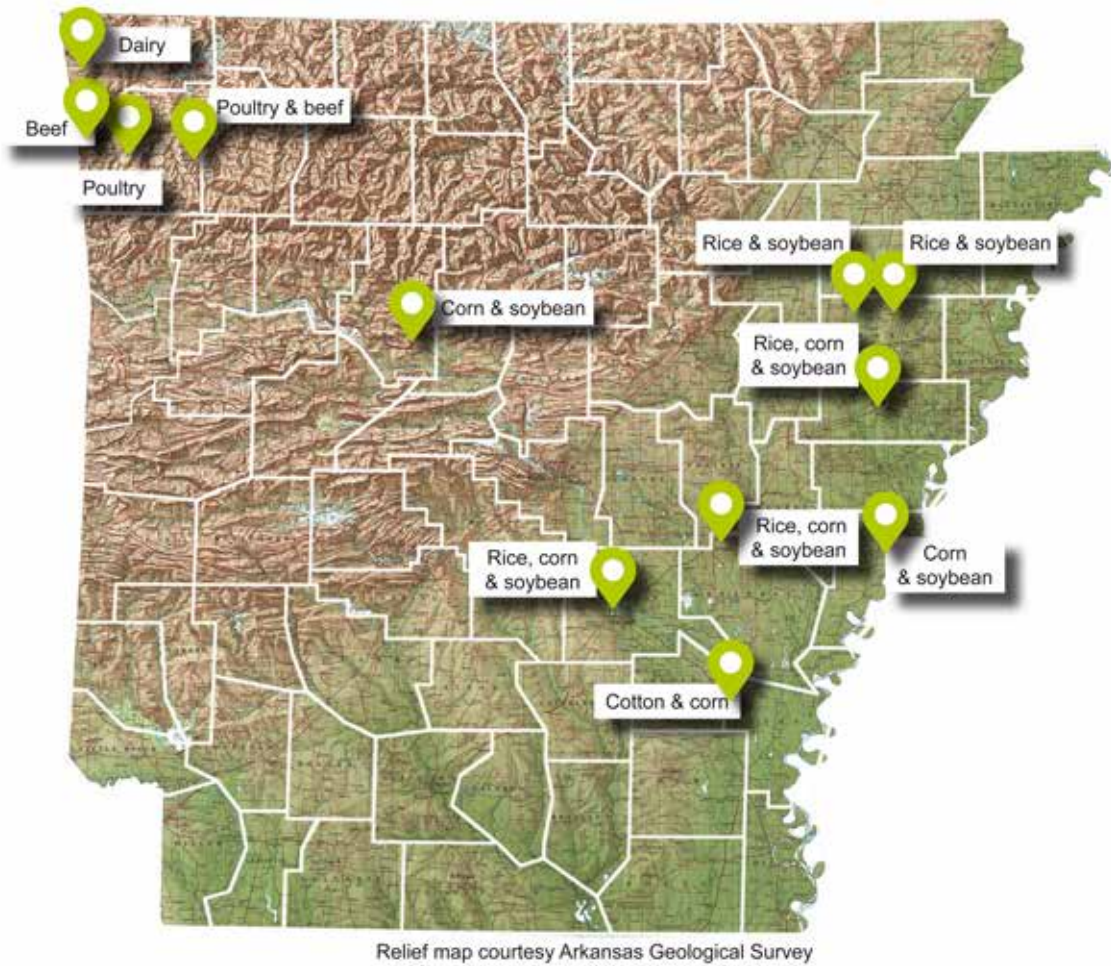 Dairy
Beef
Poultry & beef
Poultry
Rice & soybean
Rice & soybean
Corn & soybean
Rice, corn
& soybean
Rice, corn
& soybean
Rice, corn
& soybean
Corn
& soybean
Cotton & corn
Relief map courtesy Arkansas Geological Survey